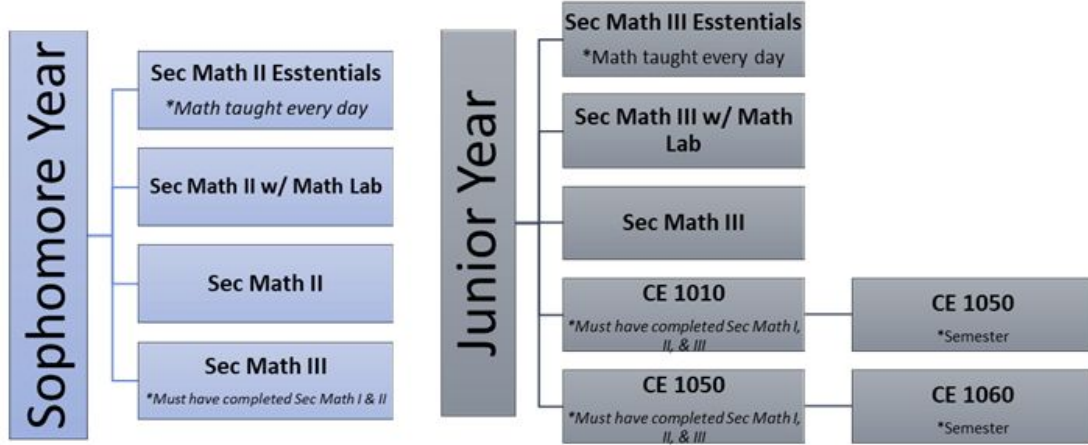 Sophomore Year
Sec Math II Esstentials
*Math taught every day
Sec Math II w/ Math Lab
Sec Math II
Sec Math III
*Must have completed Sec Math I & II
Junior Year
Sec Math III Esstentials
*Math taught every day
Sec Math III w/ Math
Lab
Sec Math III
CE 1010
*Must have completed Sec Math I,
II, & III
CE 1050
*Semester
CE 1050
*Must have completed Sec Math I,
II, & III
CE 1060
*Semester